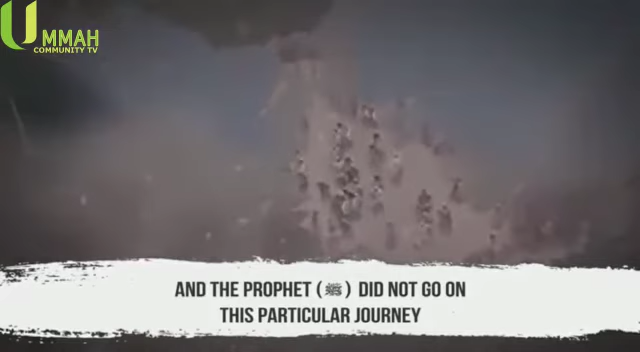 UMMAH
COMMUNITY TV
AND THE PROPHET (ﷺ) DID NOT GO ON
THIS PARTICULAR JOURNEY